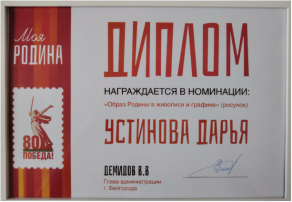 Моя
РОДИНА
80
ПОБЕДА!
ДИПЛОМ
НАГРАЖДАЕТСЯ В НОМИНАЦИИ:
«Образ Родины в живописи и графике» (рисунок)
УСТИНОВА ДАРЬЯ
ДЕМИДОВ В.В
Глава администрации
г. Белгорода